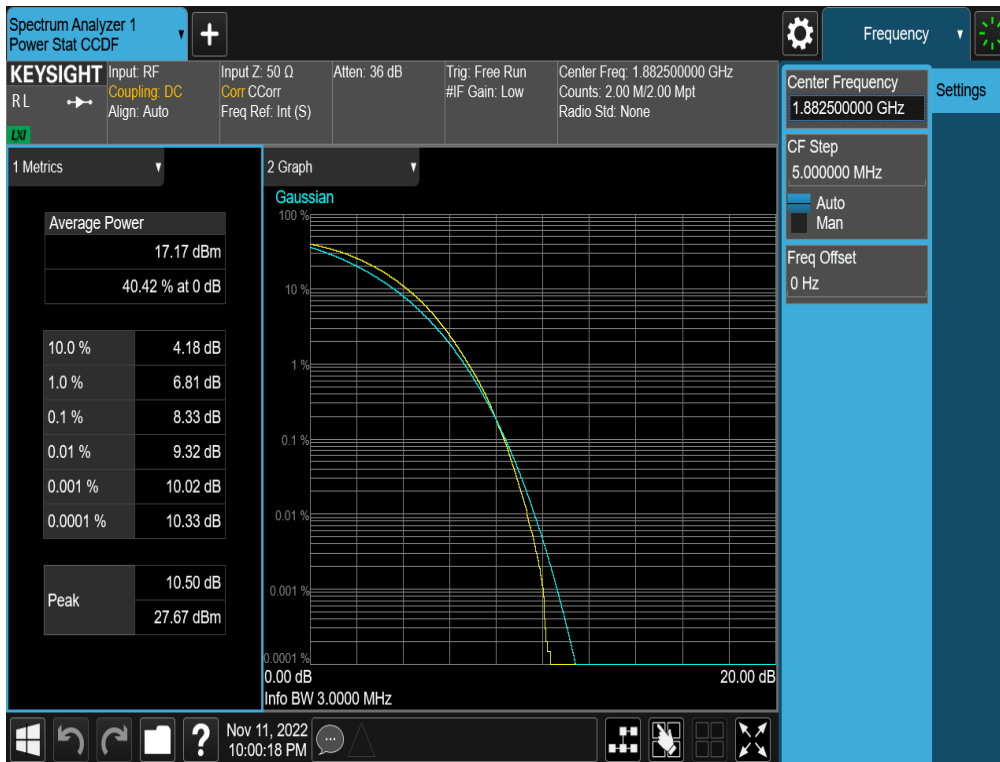 Spectrum Analyzer 1
Power Stat CCDF
+
Frequency
KEYSIGHT
RL
LXI
Input: RF
Coupling: DC
Align: Auto
Input Z: 50 Ω
Corr CCorr
Freq Ref: Int (S)
Atten: 36 dB
Trig: Free Run
#IF Gain: Low
Center Freq: 1.882500000 GHz
Counts: 2.00 M/2.00 Mpt
Radio Std: None
Center Frequency
1.882500000 GHz
Settings
CF Step
5.000000 MHz
Auto
Man
Freq Offset
0 Hz
1 Metrics
Average Power
17.17 dBm
40.42 % at 0 dB
10.0 % 4.18 dB
1.0 % 6.81 dB
0.1 % 8.33 dB
0.01 % 9.32 dB
0.001 % 10.02 dB
0.0001 % 10.33 dB
Peak
10.50 dB
27.67 dBm
2 Graph
Gaussian
100 %
10 %
1 %
0.1 %
0.01 %
0.001 %
0.0001 %
0.00 dB 20.00 dB
Info BW 3.0000 MHz
?
Nov 11, 2022
10:00:18 PM